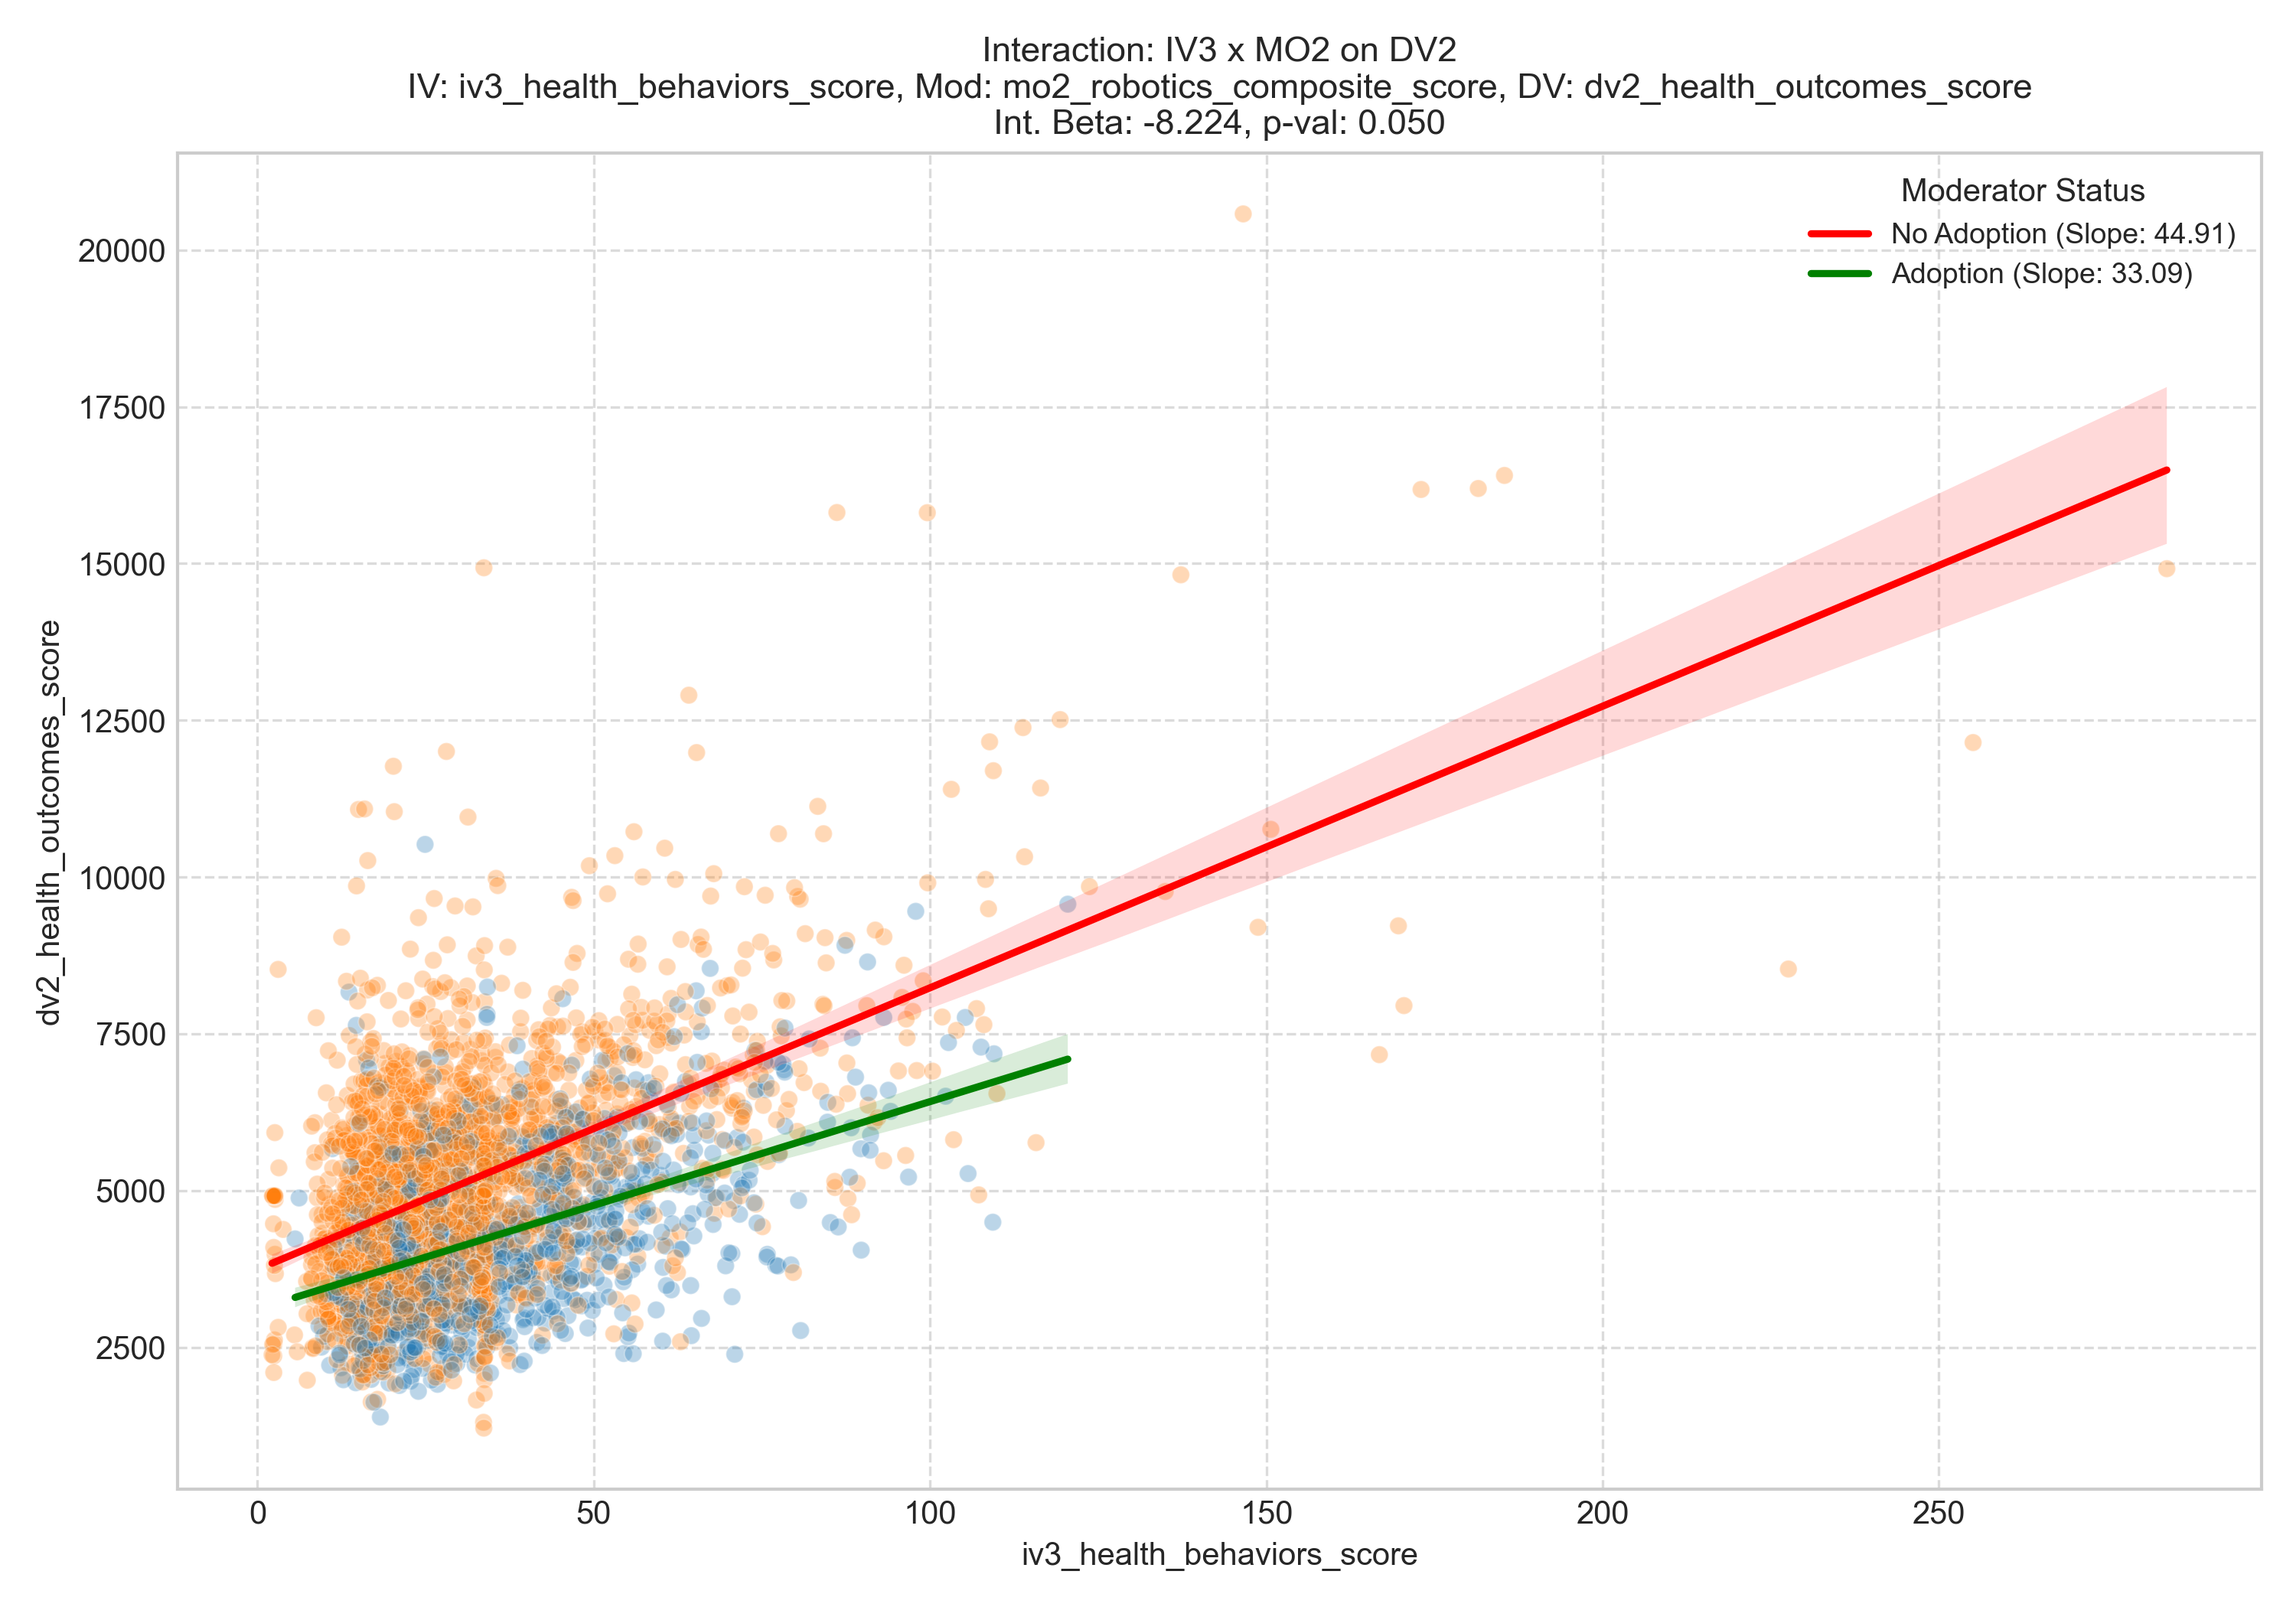 Interaction: IV3 x MO2 on DV2
IV: iv3_health_behaviors_score, Mod: mo2_robotics_composite_score, DV: dv2_health_outcomes_score
Int. Beta: -8.224, p-val: 0.050
Moderator Status
No Adoption (Slope: 44.91)
Adoption (Slope: 33.09)
dv2_health_outcomes_score
20000
17500
15000
12500
10000
7500
5000
2500
0
50
100
150
200
250
iv3_health_behaviors_score